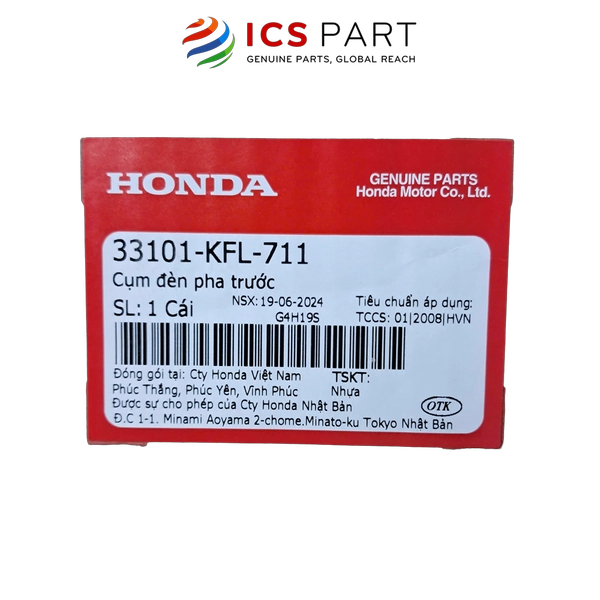 ICS PART
GENUINE PARTS, GLOBAL REACH
HONDA
GENUINE PARTS
Honda Motor Co., Ltd.
33101-KFL-711
Cụm đèn pha trước
SL: 1 Cái
NSX: 19-06-2024
G4H19S
Tiêu chuẩn áp dụng:
TCCS: 01|2008|HVN
Đóng gói tại: Cty Honda Việt Nam
Phúc Thắng, Phúc Yên, Vĩnh Phúc
TSKT:
Nhựa
Được sự cho phép của Cty Honda Nhật Bản
Đ.C 1-1. Minami Aoyama 2-chome.Minato-ku Tokyo Nhật Bản
OTK